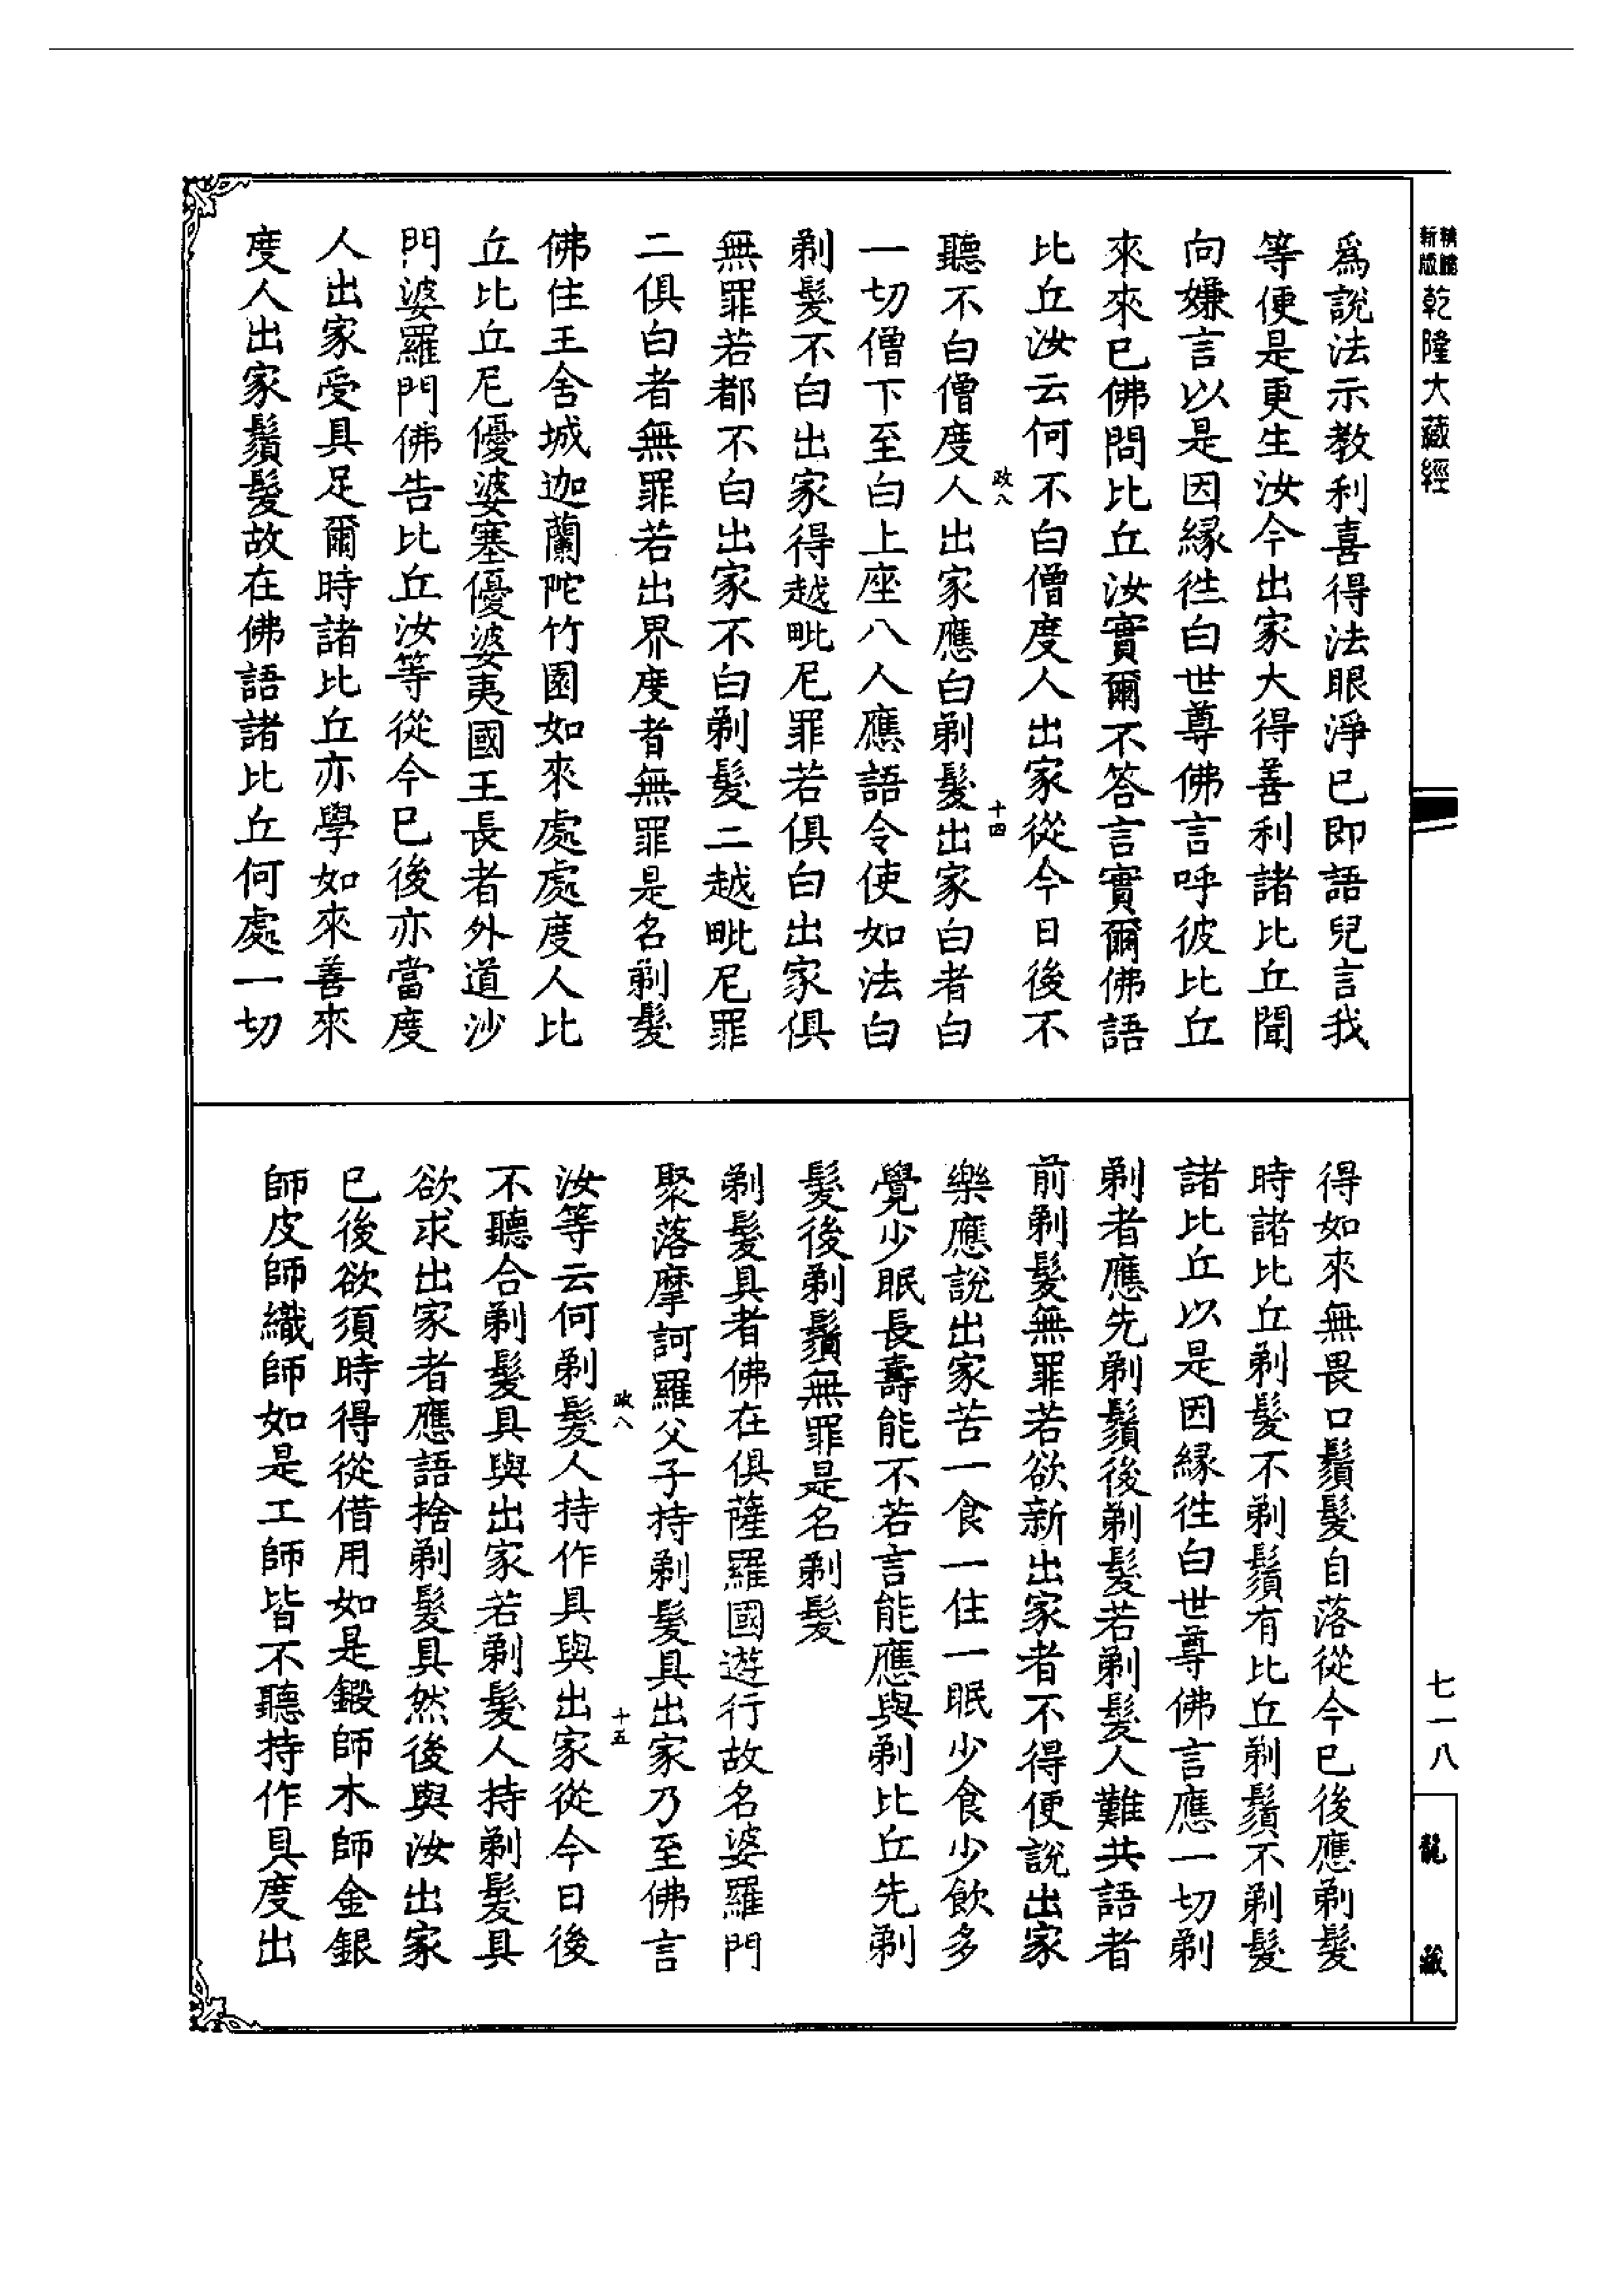 新版精縮乾隆大藏經
七一八
龍藏
爲說法示教利喜得法眼淨已即語兒言我
等便是更生汝今出家大得善利諸比丘聞
向嫌言以是因緣徃白世尊佛言呼彼比丘
來來已佛問比丘汝實爾不答言實爾佛語
比丘汝云何不白僧度人出家從今日後不
政八
十四
聽不白僧度人出家應白剃髮出家白者白
一切僧下至白上座八人應語令使如法白
剃髮不白出家得越毗尼罪若俱白出家俱
無罪若都不白出家不白剃髮二越毗尼罪
二俱白者無罪若出界度者無罪是名剃髮
佛住王舍城迦蘭陀竹園如來處處度人比
丘比丘尼優婆塞優婆夷國王長者外道沙
門婆羅門佛告比丘汝等從今已後亦當度
人出家受具足爾時諸比丘亦學如來善來
度人出家鬚髮故在佛語諸比丘何處一切
得如來無畏口鬚髮自落從今已後應剃髮
時諸比丘剃髮不剃鬚有比丘剃鬚不剃髮
諸比丘以是因緣往白世尊佛言應一切剃
剃者應先剃鬚後剃髮若剃髮人難共語者
前剃髮無罪若欲新出家者不得便說出家
樂應說出家苦一食一住一眠少食少飲多
覺少眠長壽能不若言能應與剃比丘先剃
髮後剃鬚無罪是名剃髮
剃髮具者佛在俱薩羅國遊行故名婆羅門
聚落摩訶羅父子持剃髮具出家乃至佛言
政八
十五
汝等云何剃髮人持作具與出家從今日後
不聽合剃髮具與出家若剃髮人持剃髮具
欲求出家者應語捨剃髮具然後與汝出家
已後欲須時得從借用如是鍛師木師金銀
師皮師織師如是工師皆不聽持作具度出